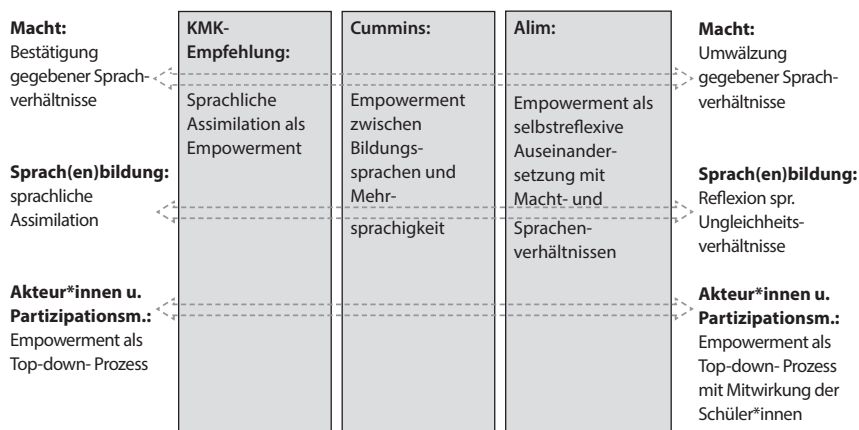 Macht:
Bestätigung
gegebener Sprach-
verhältnisse
Sprach(en)bildung:
sprachliche
Assimilation
Akteur*innen u.
Partizipationsm.:
Empowerment als
Top-down- Prozess
KMK-
Empfehlung:
Sprachliche
Assimilation als
Empowerment
Cummins:
Empowerment
zwischen
Bildungs-
sprachen und
Mehr-
sprachigkeit
Alim:
Empowerment als
selbstreflexive
Auseinander-
setzung mit
Macht- und
Sprachen-
verhältnissen
Macht:
Umwälzung
gegebener Sprach-
verhältnisse
Sprach(en)bildung:
Reflexion spr.
Ungleichheits-
verhältnisse
Akteur*innen u.
Partizipationsm.:
Empowerment als
Top-down- Prozess
mit Mitwirkung der
Schüler*innen